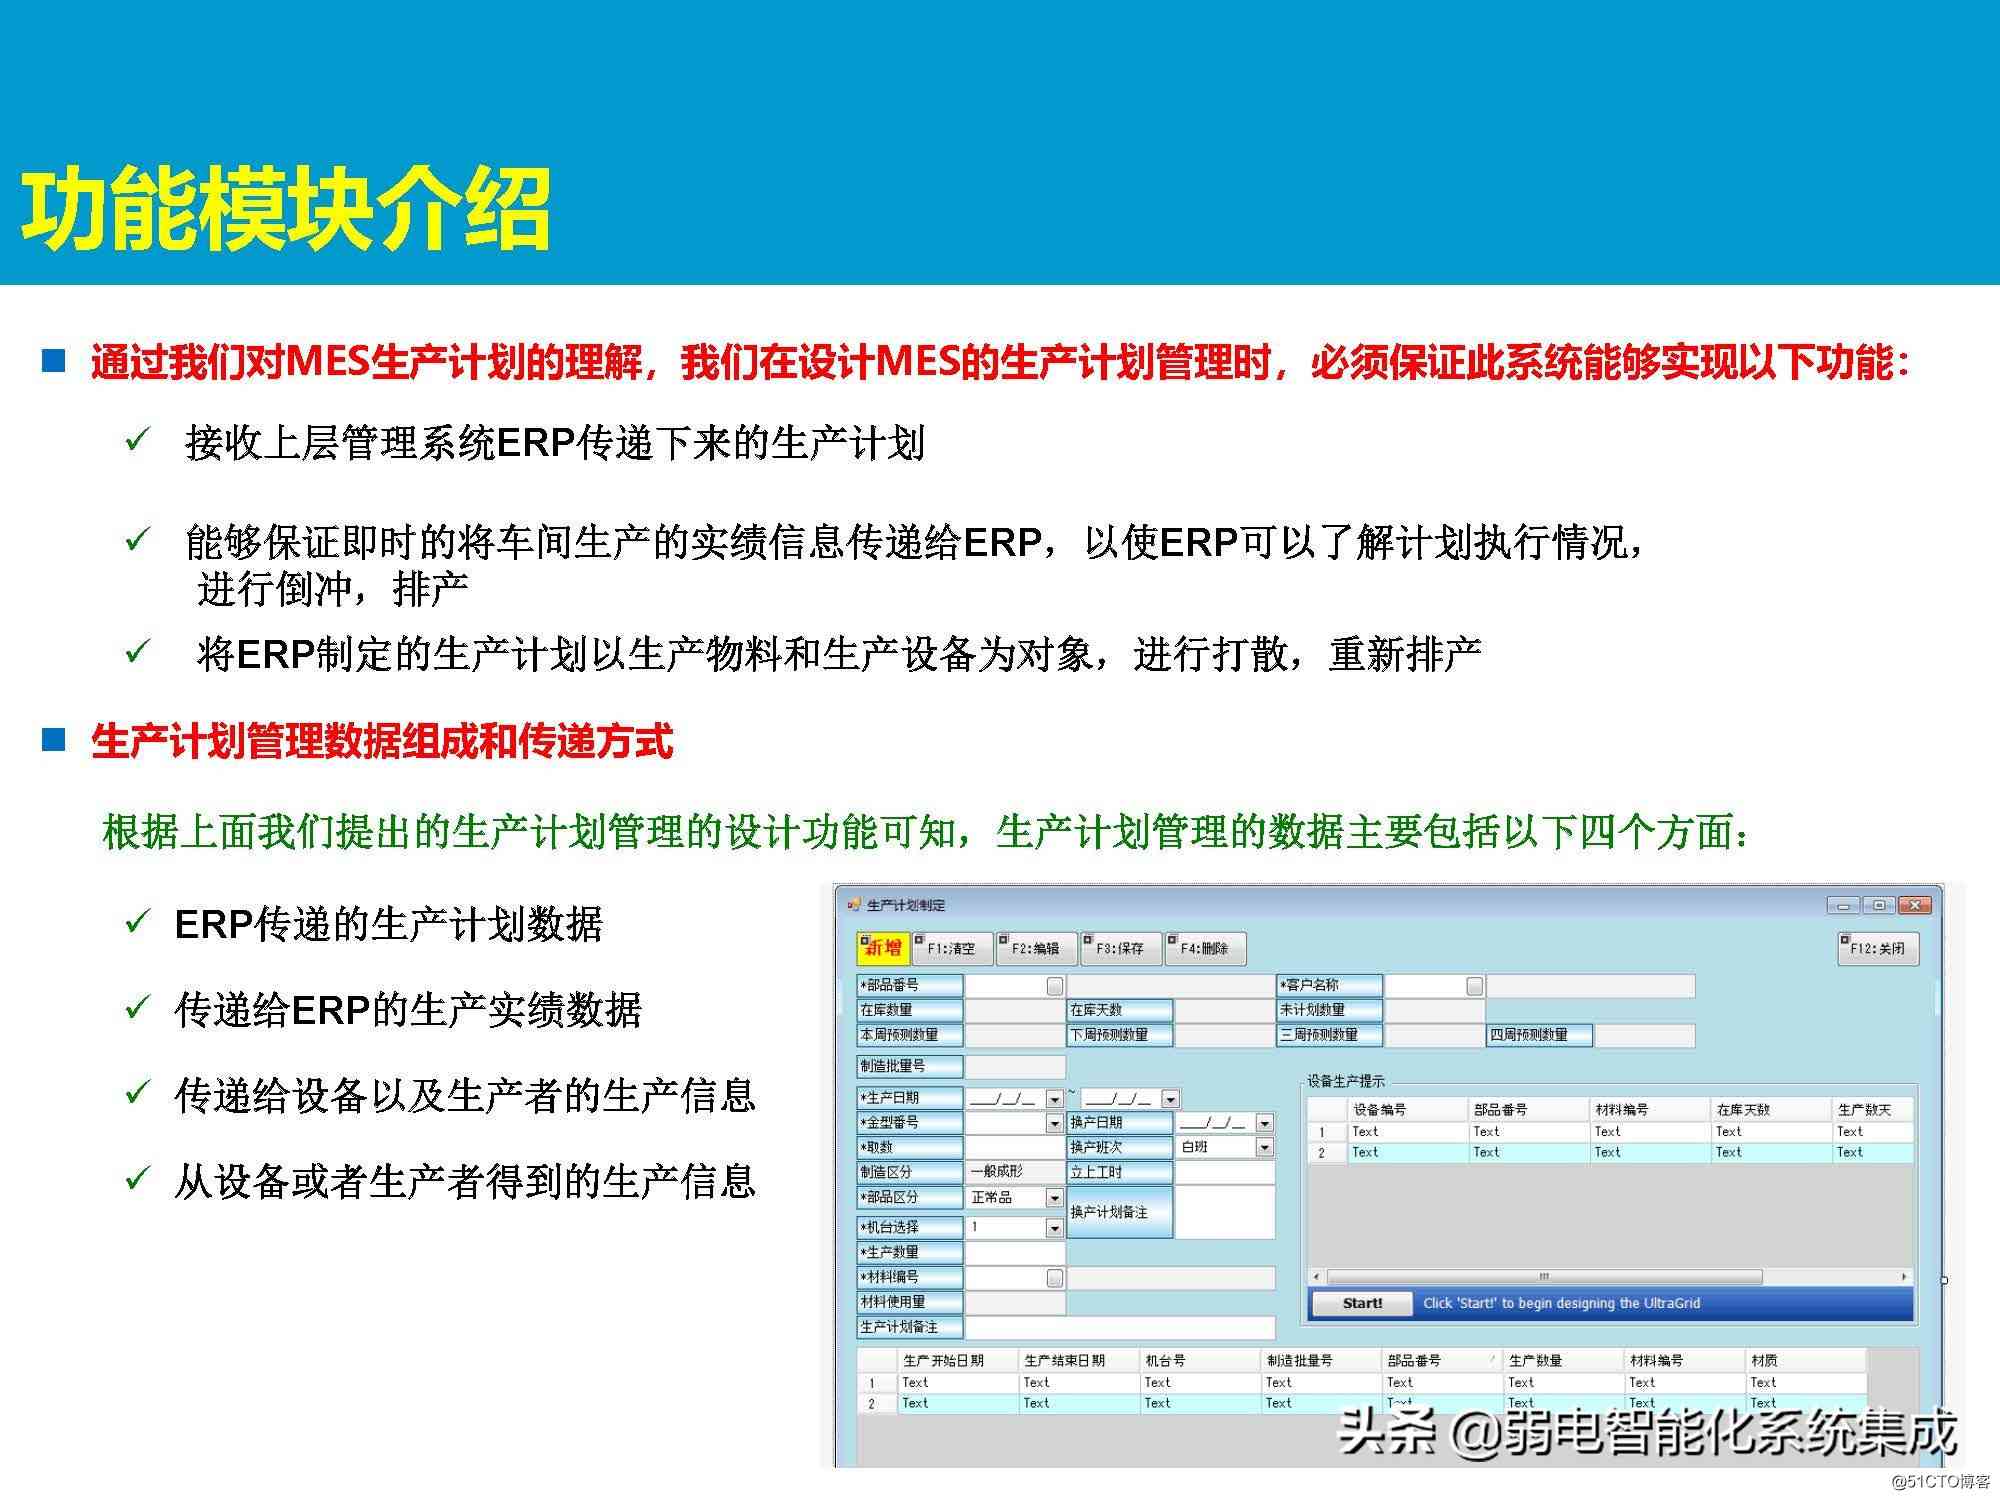 功能模块介绍
通过我们对MES生产计划的理解，我们在设计MES的生产计划管理时，必须保证此系统能够实现以下功能：
接收上层管理系统ERP传递下来的生产计划
能够保证即时的将车间生产的实绩信息传递给ERP，以使ERP可以了解计划执行情况，
进行倒冲，排产
将ERP制定的生产计划以生产物料和生产设备为对象，进行打散，重新排产
生产计划管理数据组成和传递方式
根据上面我们提出的生产计划管理的设计功能可知，生产计划管理的数据主要包括以下四个方面：
ERP传递的生产计划数据
传递给ERP的生产实绩数据
传递给设备以及生产者的生产信息
从设备或者生产者得到的生产信息
生产计划制定
新增 F1:清空 F2:编辑 F3:保存 F4:删除 F12:关闭
*部品番号 *客户名称
在库数量 在库天数 未计划数量
本周预测数量 下周预测数量 三周预测数量 四周预测数量
制造批量号
*生产日期 ___/__/__ ~ ___/__/__
*金型番号 换产日期 ___/__/__
*取数 换产班次 白班
制造区分 一般成形 立上工时
*部品区分 正常品 换产计划备注
*机台选择 1
*生产数量
*材料编号
材料使用量
生产计划备注
设备生产提示
设备编号 部品番号 材料编号 在库天数 生产数天
1 Text Text Text Text Text
2 Text Text Text Text Text
Start! Click 'Start!' to begin designing the UltraGrid
生产开始日期 生产结束日期 机台号 制造批量号 部品番号 生产数量 材料编号 材质
1 Text Text Text Text Text Text Text Text
2 Text Text Text Text Text Text Text Text
头条 @弱电智能化系统集成
@51CTO博客